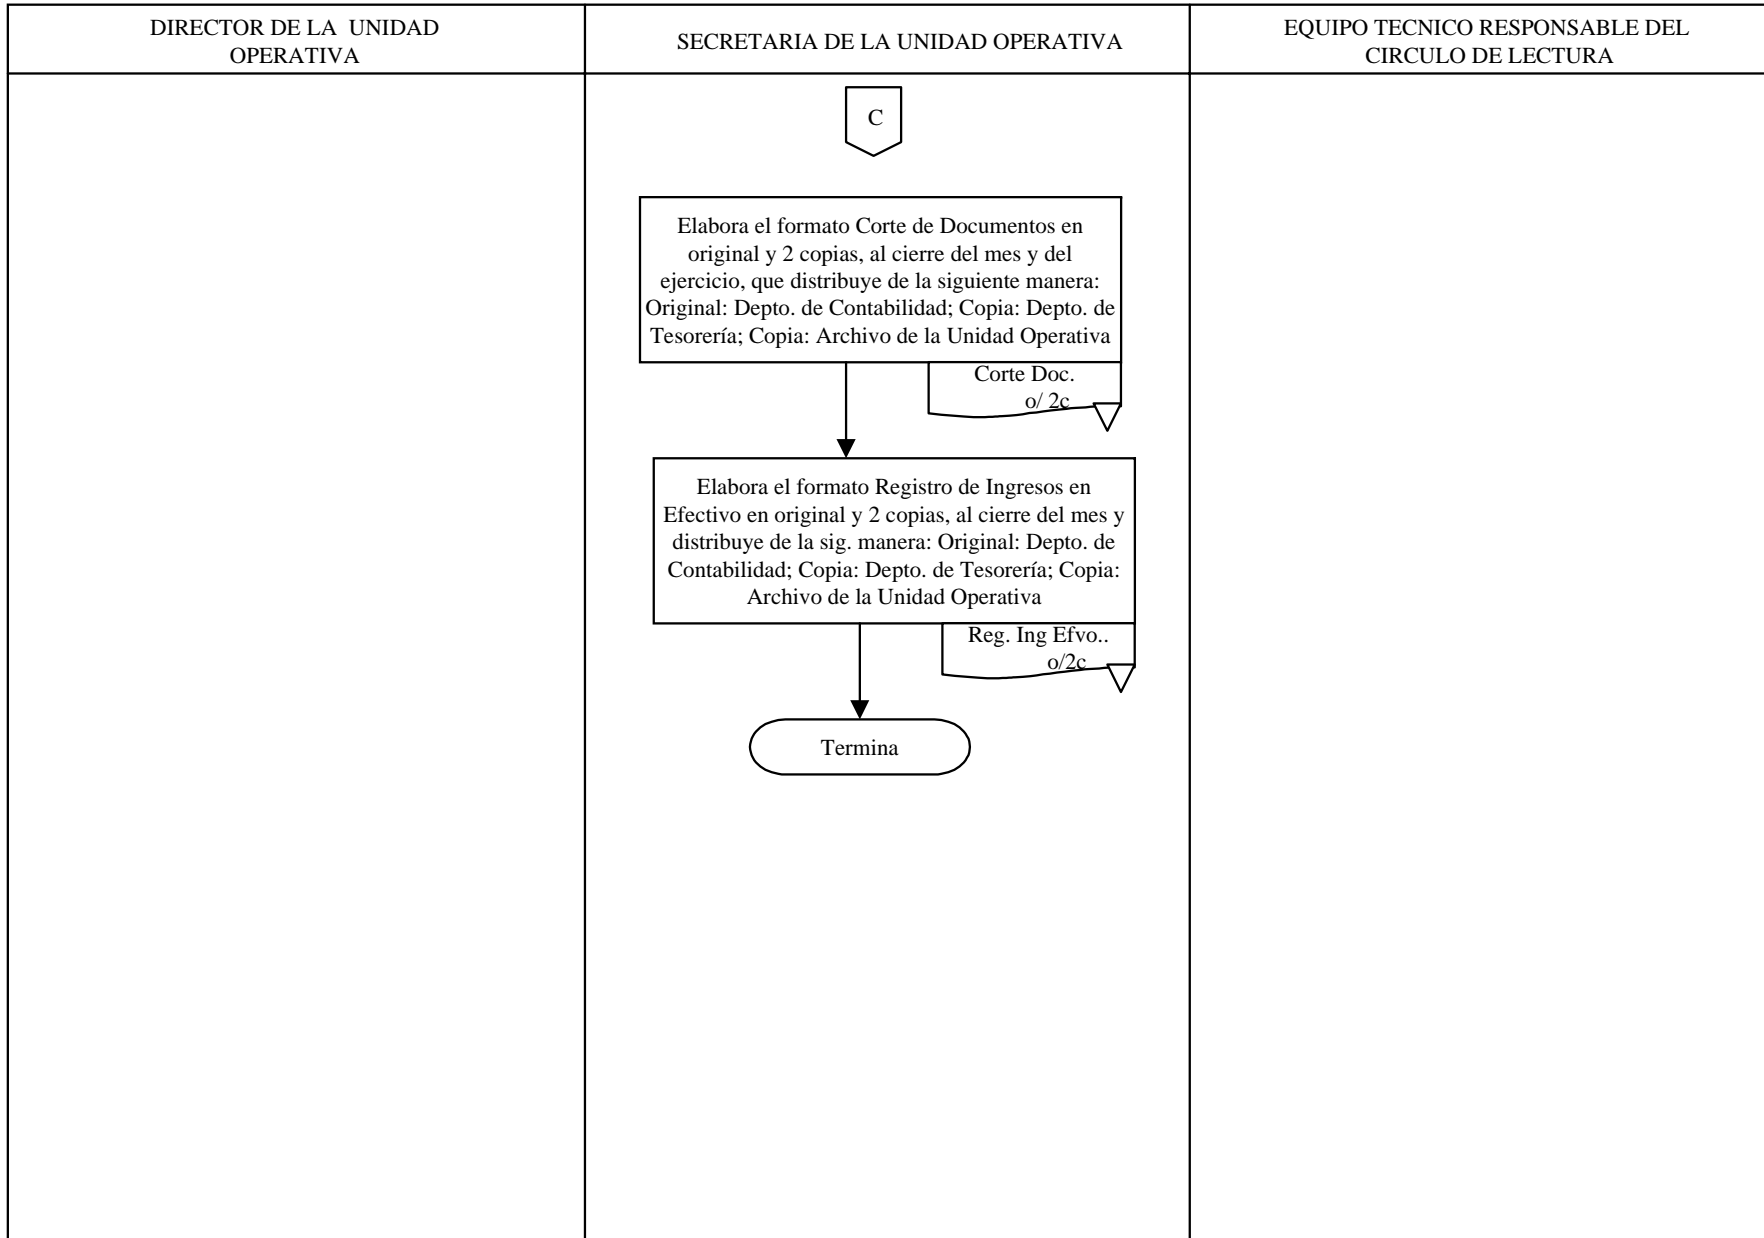 DIRECTOR DE LA UNIDAD
OPERATIVA
SECRETARIA DE LA UNIDAD OPERATIVA
EQUIPO TECNICO RESPONSABLE DEL
CIRCULO DE LECTURA
C
Elabora el formato Corte de Documentos en
original y 2 copias, al cierre del mes y del
ejercicio, que distribuye de la siguiente manera:
Original: Depto. de Contabilidad; Copia: Depto. de
Tesorería; Copia: Archivo de la Unidad Operativa
Corte Doc.
o/ 2c
Elabora el formato Registro de Ingresos en
Efectivo en original y 2 copias, al cierre del mes y
distribuye de la sig. manera: Original: Depto. de
Contabilidad; Copia: Depto. de Tesorería; Copia:
Archivo de la Unidad Operativa
Reg. Ing Efvo..
o/2c
Termina